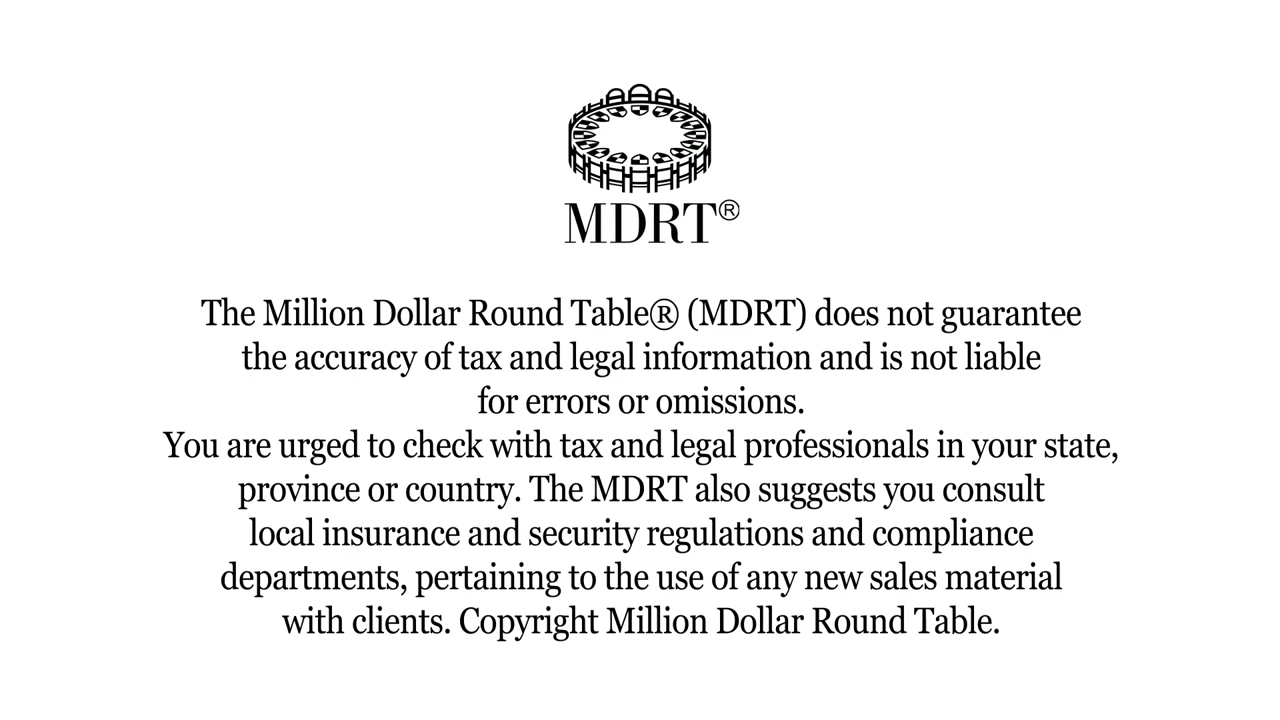 MDRT®
The Million Dollar Round Table® (MDRT) does not guarantee
the accuracy of tax and legal information and is not liable
for errors or omissions.
You are urged to check with tax and legal professionals in your state,
province or country. The MDRT also suggests you consult
local insurance and security regulations and compliance
departments, pertaining to the use of any new sales material
with clients. Copyright Million Dollar Round Table.